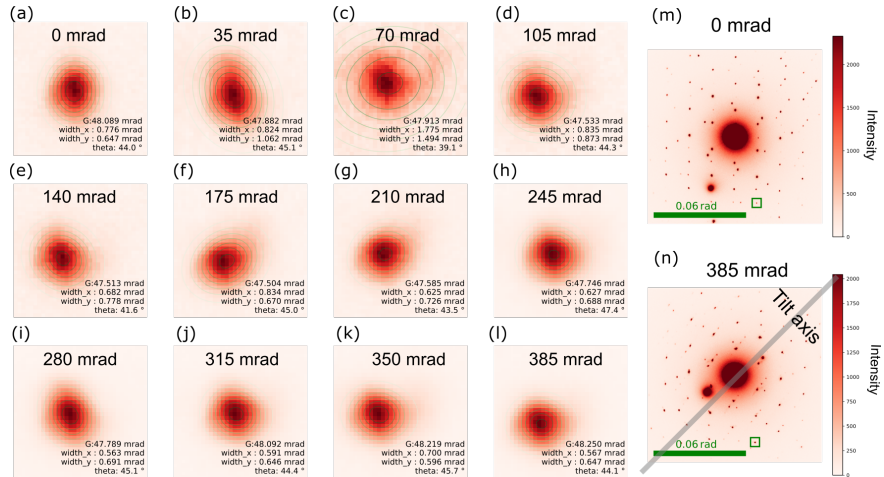 (a)
0 mrad
G:48.089 mrad
width_x : 0.776 mrad
width_y : 0.647 mrad
theta: 44.0 °
(b)
35 mrad
G:47.882 mrad
width_x : 0.824 mrad
width_y : 1.062 mrad
theta: 45.1 °
(c)
70 mrad
G:47.913 mrad
width_x : 1.775 mrad
width_y : 1.494 mrad
theta: 39.1 °
(d)
105 mrad
G:47.533 mrad
width_x : 0.835 mrad
width_y : 0.873 mrad
theta: 44.3 °
(e)
140 mrad
G:47.513 mrad
width_x : 0.682 mrad
width_y : 0.778 mrad
theta: 41.6 °
(f)
175 mrad
G:47.504 mrad
width_x : 0.834 mrad
width_y : 0.670 mrad
theta: 45.0 °
(g)
210 mrad
G:47.585 mrad
width_x : 0.625 mrad
width_y : 0.726 mrad
theta: 43.5 °
(h)
245 mrad
G:47.746 mrad
width_x : 0.627 mrad
width_y : 0.688 mrad
theta: 47.4 °
(i)
280 mrad
G:47.789 mrad
width_x : 0.563 mrad
width_y : 0.691 mrad
theta: 45.1 °
(j)
315 mrad
G:48.092 mrad
width_x : 0.591 mrad
width_y : 0.646 mrad
theta: 44.4 °
(k)
350 mrad
G:48.219 mrad
width_x : 0.700 mrad
width_y : 0.596 mrad
theta: 45.7 °
(l)
385 mrad
G:48.250 mrad
width_x : 0.567 mrad
width_y : 0.647 mrad
theta: 44.1 °
(m)
0 mrad
0.06 rad
2000
1500
1000
500
0
Intensity
(n)
385 mrad
Tilt axis
0.06 rad
2000
1750
1500
1250
1000
750
500
250
0
Intensity